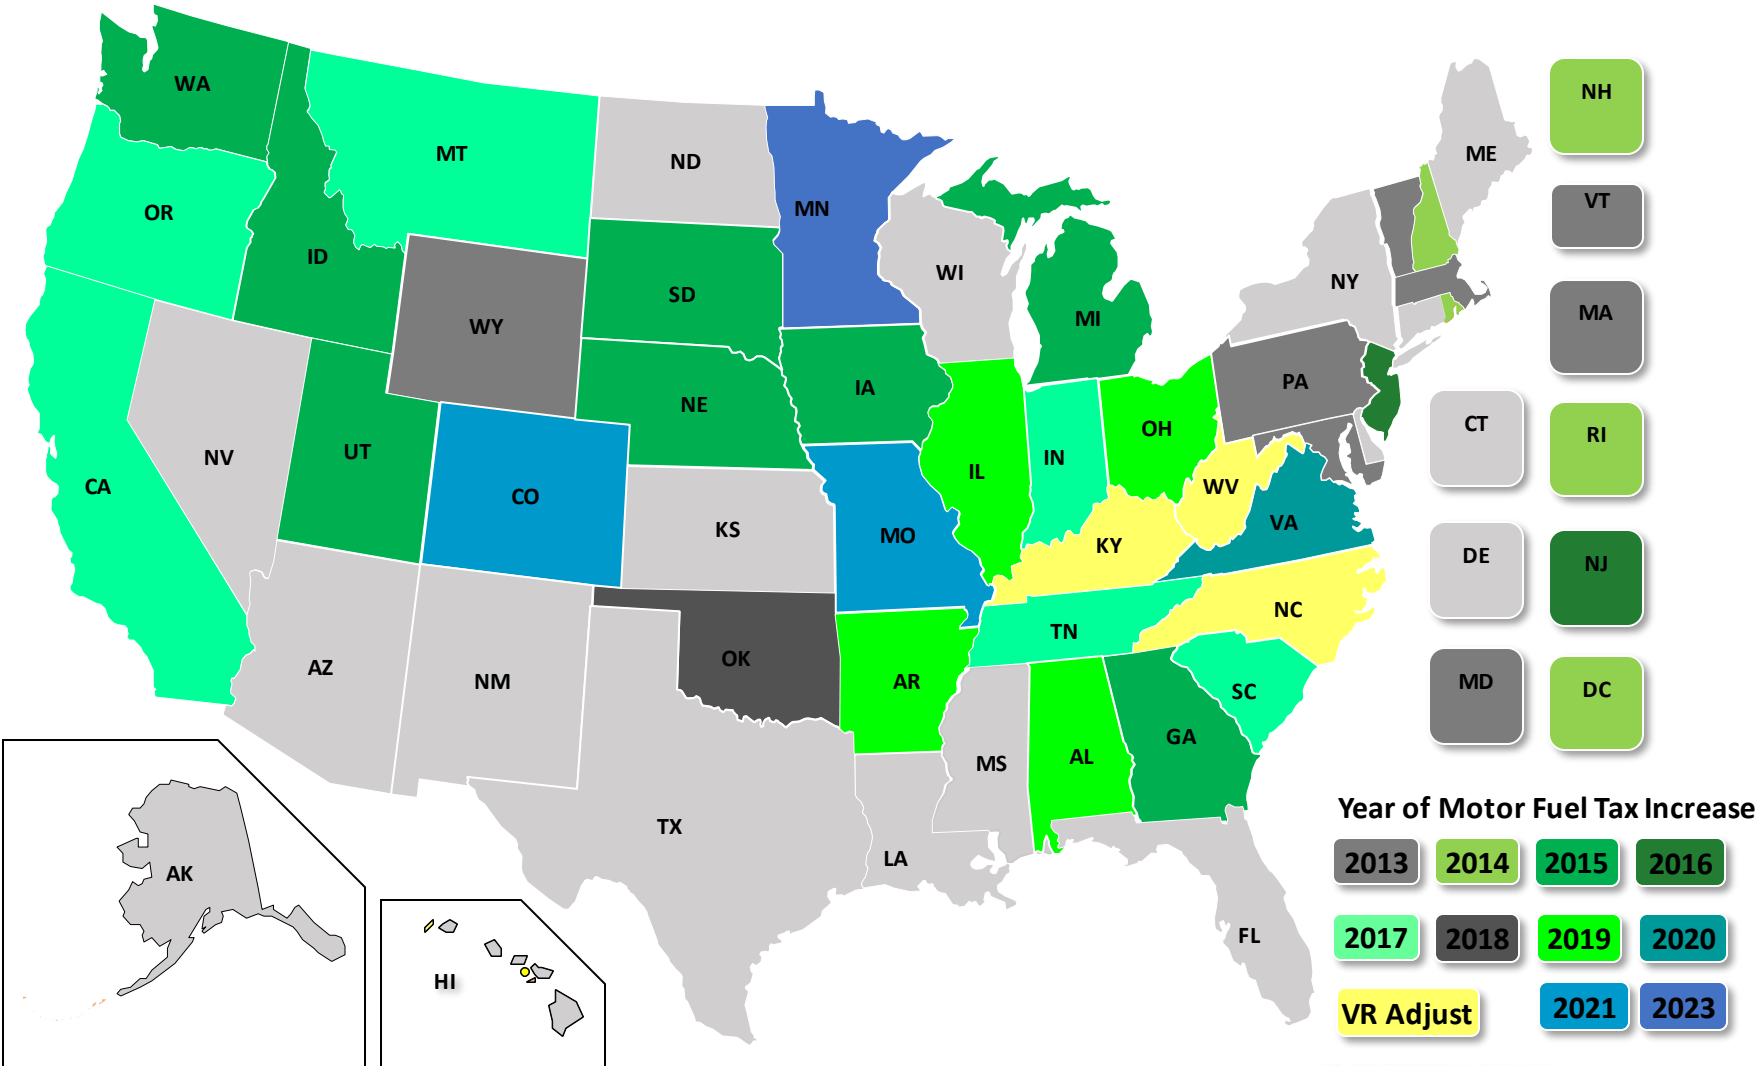 WA
MT
ND
MN
OR
ID
SD
WY
WI
MI
NY
ME
NH
VT
MA
CT
RI
DE
NJ
MD
DC
PA
IA
NE
NV
UT
CA
CO
KS
MO
IL
IN
OH
WV
VA
KY
NC
TN
SC
AZ
NM
OK
AR
MS
AL
GA
TX
LA
FL
AK
HI
Year of Motor Fuel Tax Increase
2013 2014 2015 2016
2017 2018 2019 2020
VR Adjust 2021 2023